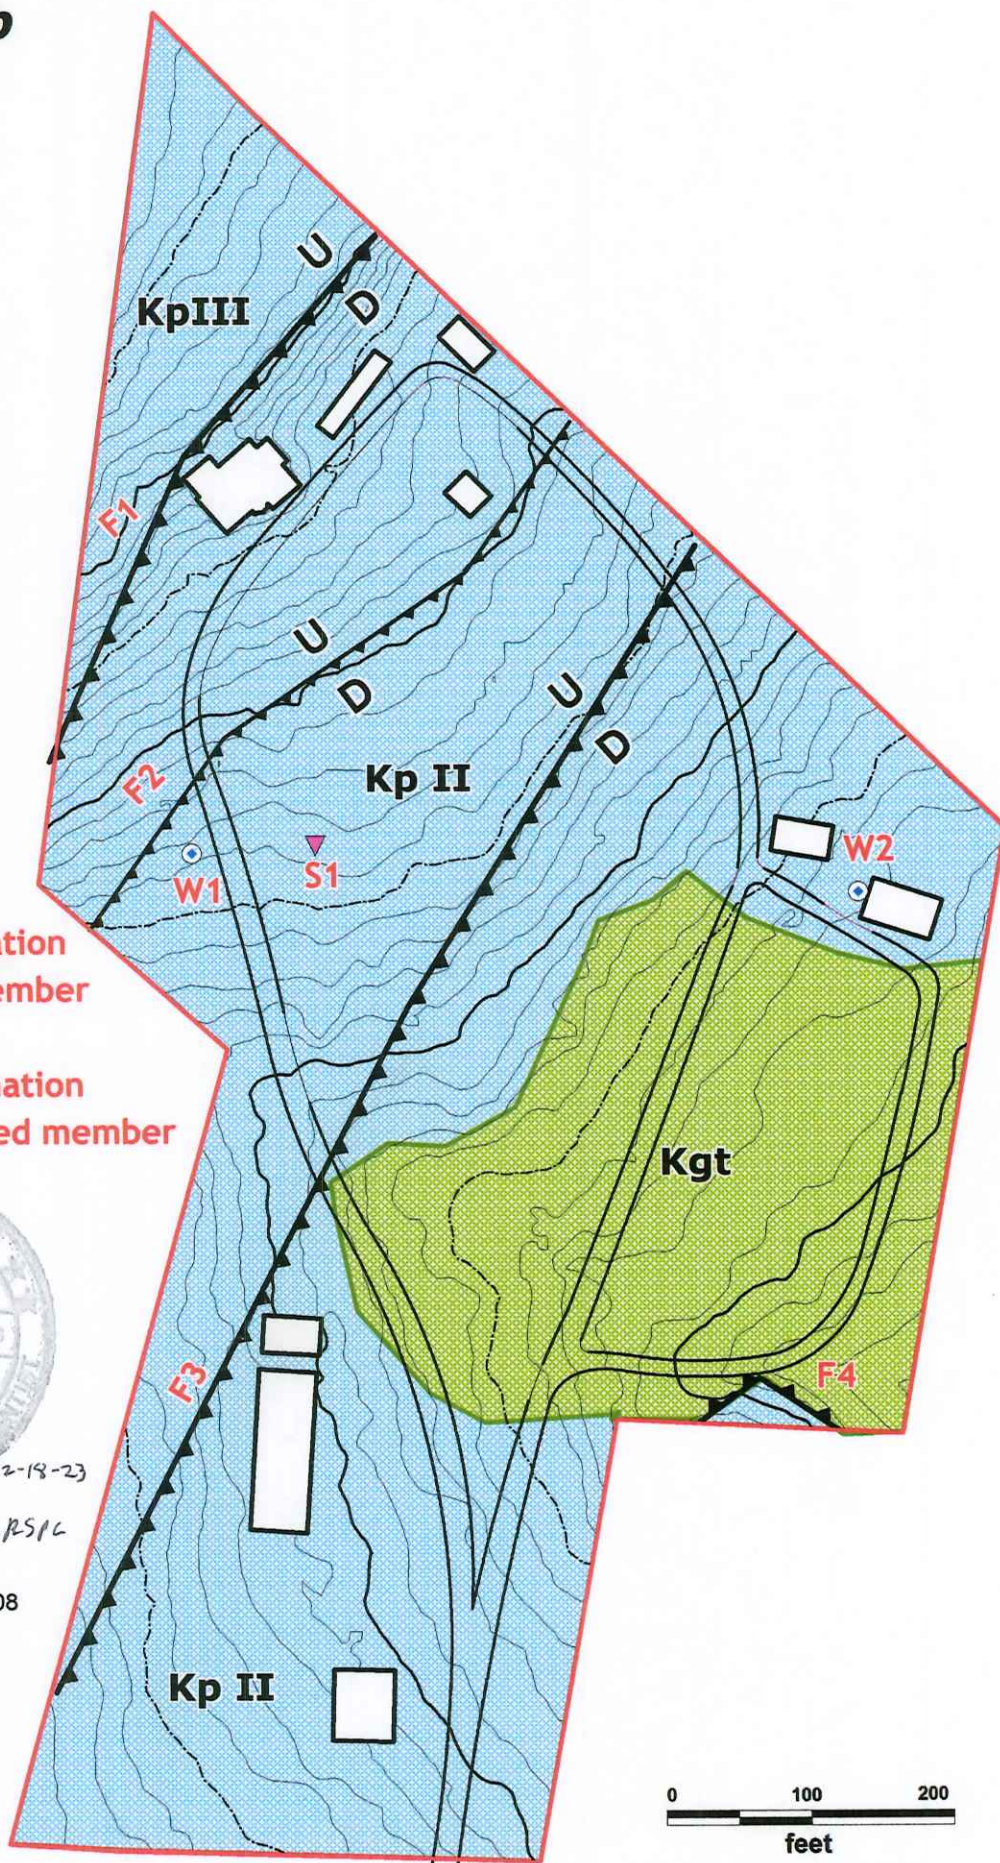 U
D
KpIII
F1
U
D
U
D
Kp II
F2
W2
W1
S1
ation
ember
ation
ed member
Kgt
F4
F3
2-18-23
RSPG
08
Kp II
0 100 200
feet